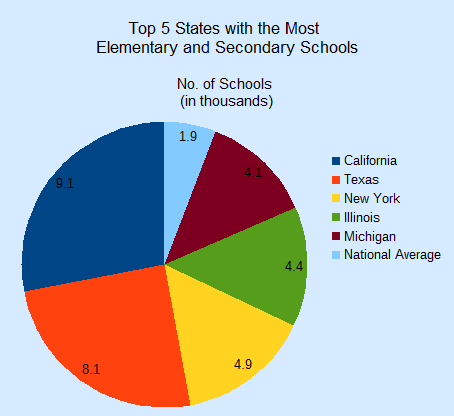 Top 5 States with the Most
Elementary and Secondary Schools
No. of Schools
(in thousands)
1.9
4.1
9.1
4.4
4.9
8.1
California
Texas
New York
Illinois
Michigan
National Average